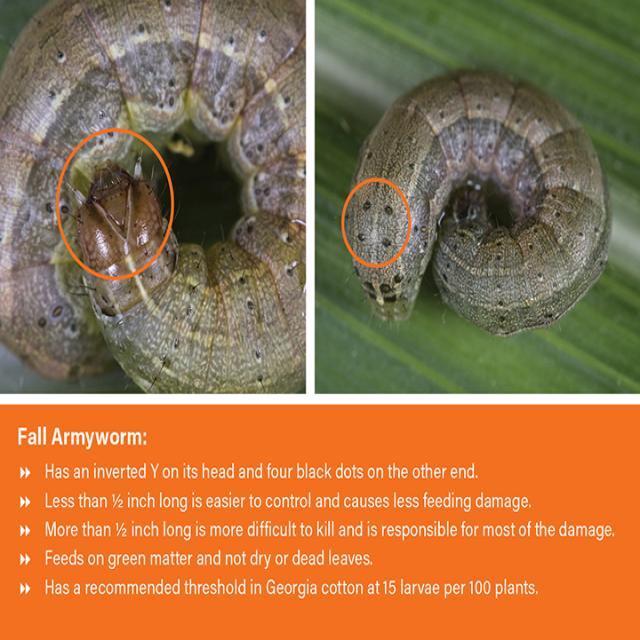 Fall Armyworm:
Has an inverted Y on its head and four black dots on the other end.
Less than ½ inch long is easier to control and causes less feeding damage.
More than ½ inch long is more difficult to kill and is responsible for most of the damage.
Feeds on green matter and not dry or dead leaves.
Has a recommended threshold in Georgia cotton at 15 larvae per 100 plants.